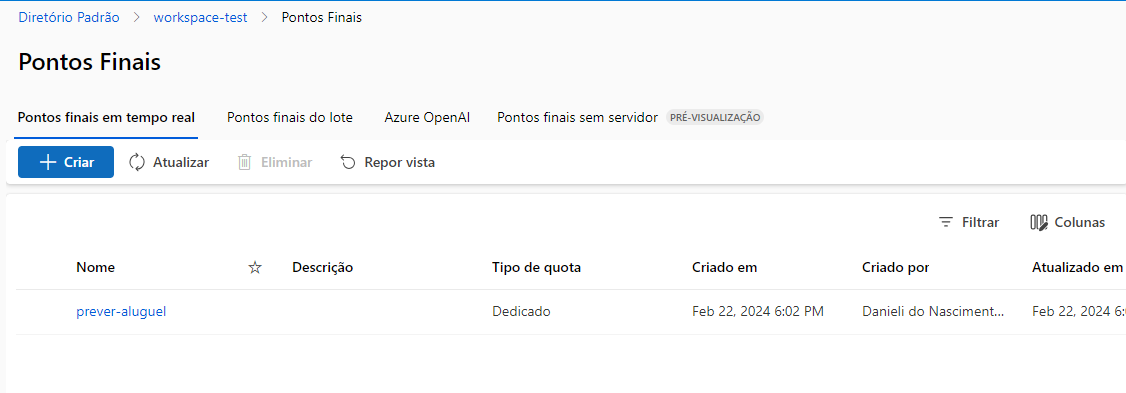 Diretório Padrão > workspace-test > Pontos Finais
Pontos Finais
Pontos finais em tempo real Pontos finais do lote Azure OpenAI Pontos finais sem servidor PRÉ-VISUALIZAÇÃO
Criar Atualizar Eliminar Repor vista
Filtrar Colunas
Nome Descrição Tipo de quota Criado em Criado por Atualizado em
prever-aluguel Dedicado Feb 22, 2024 6:02 PM Danieli do Nasciment... Feb 22, 2024 6: